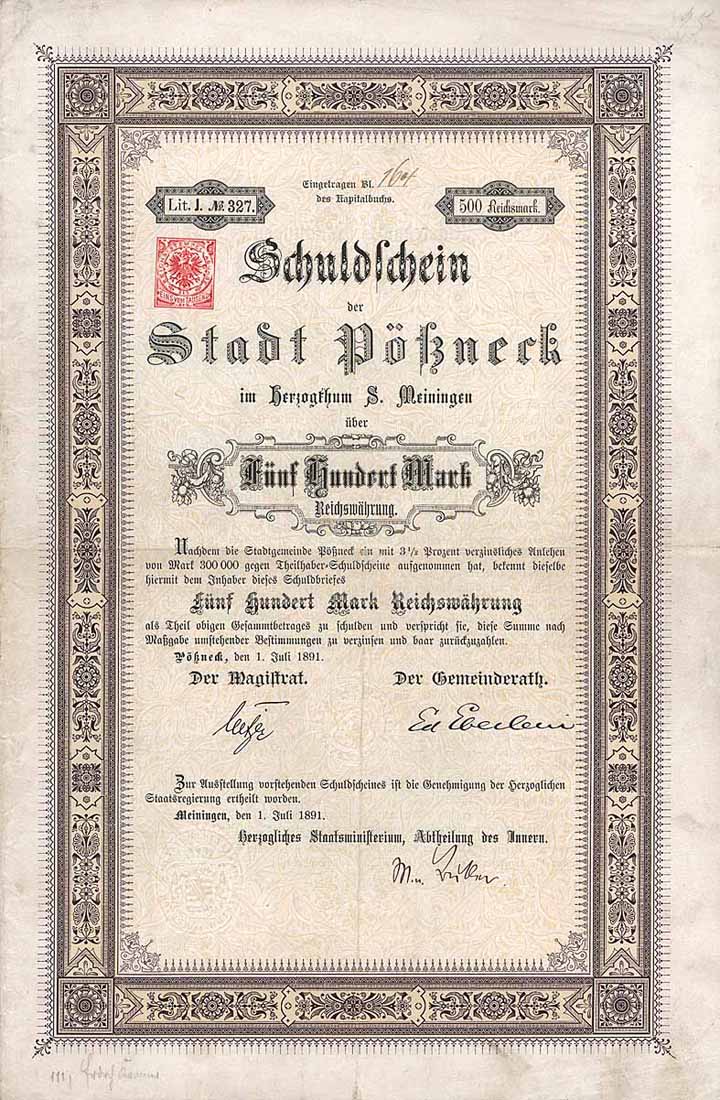 Eingetragen Bl. 164
des Kapitalbuchs.
Lit. J. № 327.
500 Reichsmark.
Schuldschein
der
Stadt Pößneck
im Herzogthum S. Meiningen
über
Fünf Hundert Mark
Reichswährung.
Nachdem die Stadtgemeinde Pößneck ein mit 3½ Prozent verzinsliches Anlehen
von Mark 300 000 gegen Theilhaber-Schuldscheine aufgenommen hat, bekennt dieselbe
hiermit dem Inhaber dieses Schuldbriefes
Fünf Hundert Mark Reichswährung
als Theil obigen Gesammtbetrages zu schulden und verspricht sie, diese Summe nach
Maßgabe umstehender Bestimmungen zu verzinsen und baar zurückzuzahlen.
Pößneck, den 1. Juli 1891.
Der Magistrat.
Der Gemeinderath.
Ed Eberlein
Zur Ausstellung vorstehenden Schuldscheines ist die Genehmigung der Herzoglichen
Staatsregierung ertheilt worden.
Meiningen, den 1. Juli 1891.
Herzogliches Staatsministerium, Abtheilung des Innern.